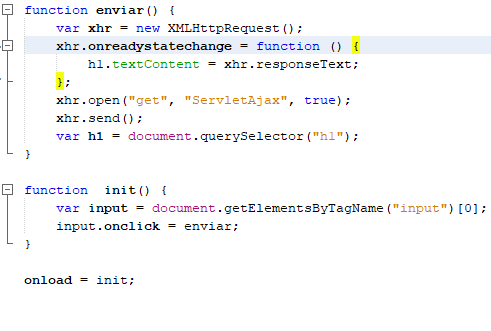 function enviar() {
    var xhr = new XMLHttpRequest();
    xhr.onreadystatechange = function () {
        h1.textContent = xhr.responseText;
    };
    xhr.open("get", "ServletAjax", true);
    xhr.send();
    var h1 = document.querySelector("h1");
}
function  init() {
    var input = document.getElementsByTagName("input")[0];
    input.onclick = enviar;
}
onload = init;